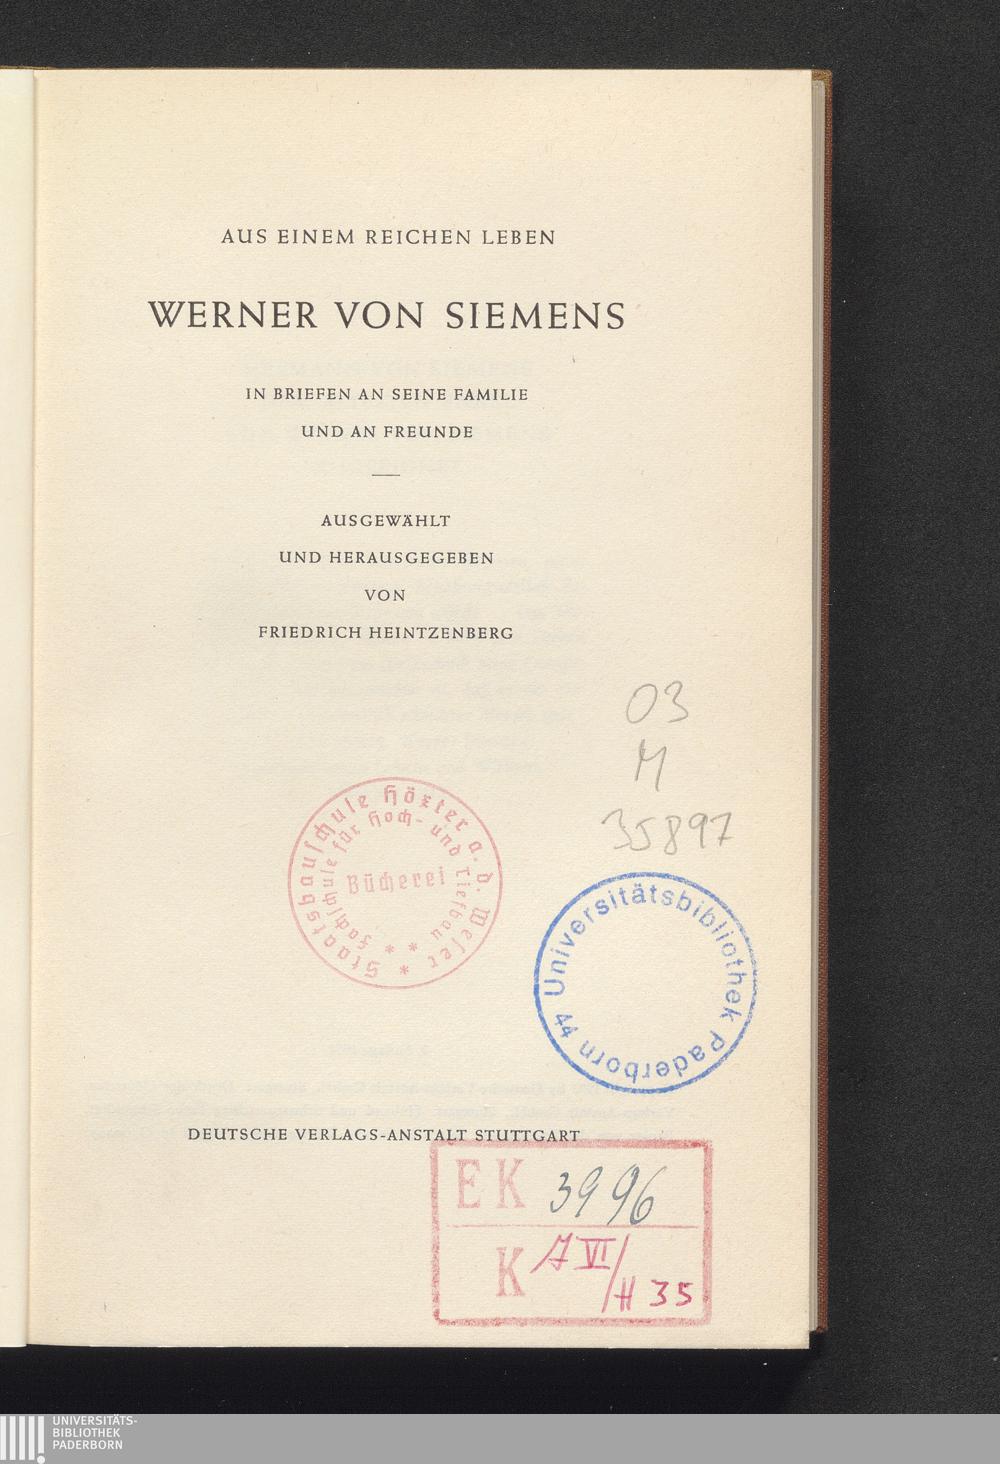 AUS EINEM REICHEN LEBEN
WERNER VON SIEMENS
IN BRIEFEN AN SEINE FAMILIE
UND AN FREUNDE
AUSGEWÄHLT
UND HERAUSGEGEBEN
VON
FRIEDRICH HEINTZENBERG
03
M
35897
Staatsbauschule Höxter a. d. Weser
Fachschule für Hoch- und Tiefbau
Bücherei
Universitätsbibliothek Paderborn 44
DEUTSCHE VERLAGS-ANSTALT STUTTGART
EK 3996
K A VI/
H 35
UNIVERSITÄTS-
BIBLIOTHEK
PADERBORN